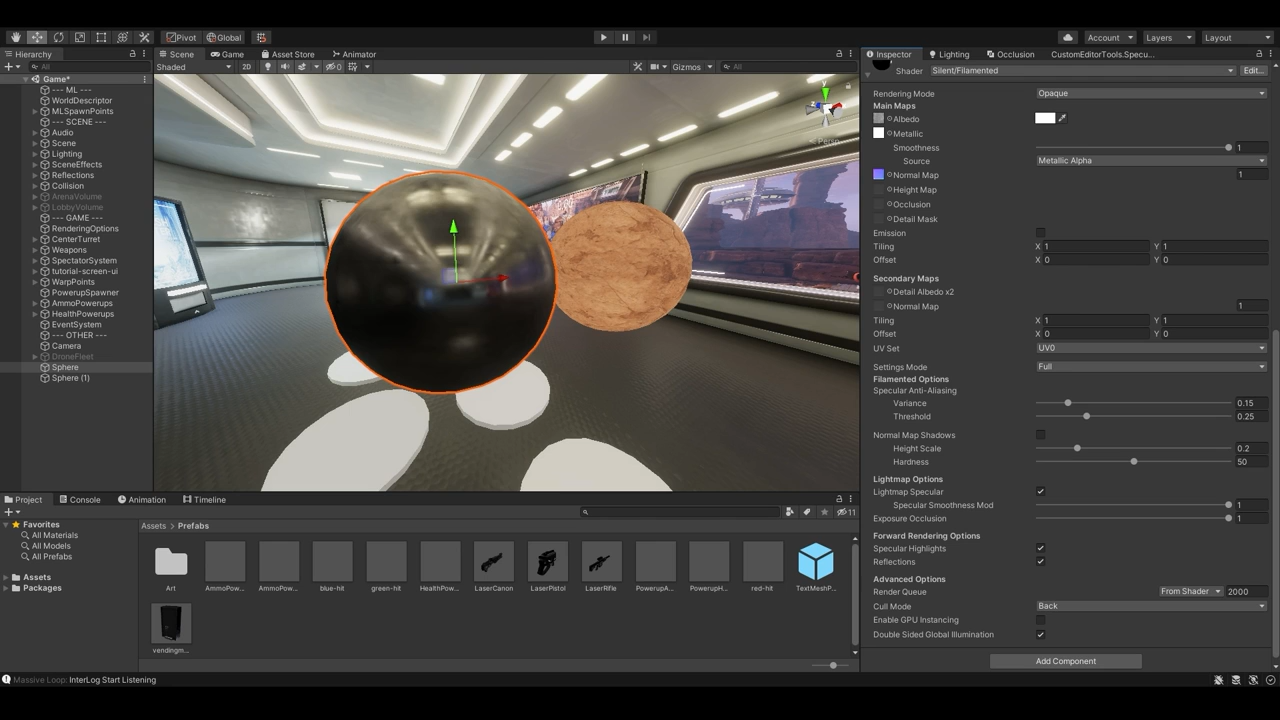 Pivot Global Account Layers Layout
Hierarchy Scene Game Asset Store Animator Inspector Lighting Occlusion CustomEditorTools.Specu...
All Shaded 2D 0 Gizmos All Shader Silent/Filamented Edit...
Game*
--- ML ---
WorldDescriptor
MLSpawnPoints
--- SCENE ---
Audio
Scene
Lighting
SceneEffects
Reflections
Collision
ArenaVolume
LobbyVolume
--- GAME ---
RenderingOptions
CenterTurret
Weapons
SpectatorSystem
tutorial-screen-ui
WarpPoints
PowerupSpawner
AmmoPowerups
HealthPowerups
EventSystem
--- OTHER ---
Camera
DroneFleet
Sphere
Sphere (1)
y
Persp
Rendering Mode Opaque
Main Maps
Albedo
Metallic
Smoothness 1
Source Metallic Alpha
Normal Map 1
Height Map
Occlusion
Detail Mask
Emission
Tiling X 1 Y 1
Offset X 0 Y 0
Secondary Maps
Detail Albedo x2
Normal Map 1
Tiling X 1 Y 1
Offset X 0 Y 0
UV Set UV0
Settings Mode Full
Filamented Options
Specular Anti-Aliasing
Variance 0.15
Threshold 0.25
Normal Map Shadows
Height Scale 0.2
Hardness 50
Lightmap Options
Lightmap Specular
Specular Smoothness Mod 1
Exposure Occlusion 1
Forward Rendering Options
Specular Highlights
Reflections
Advanced Options
Render Queue From Shader 2000
Cull Mode Back
Enable GPU Instancing
Double Sided Global Illumination
Add Component
Project Console Animation Timeline
11
Favorites
All Materials
All Models
All Prefabs
Assets
Packages
Assets > Prefabs
Art AmmoPow... AmmoPow... blue-hit green-hit HealthPow... LaserCanon LaserPistol LaserRifle PowerupA... PowerupH... red-hit TextMeshP...
vendingm...
Massive Loop: InterLog Start Listening